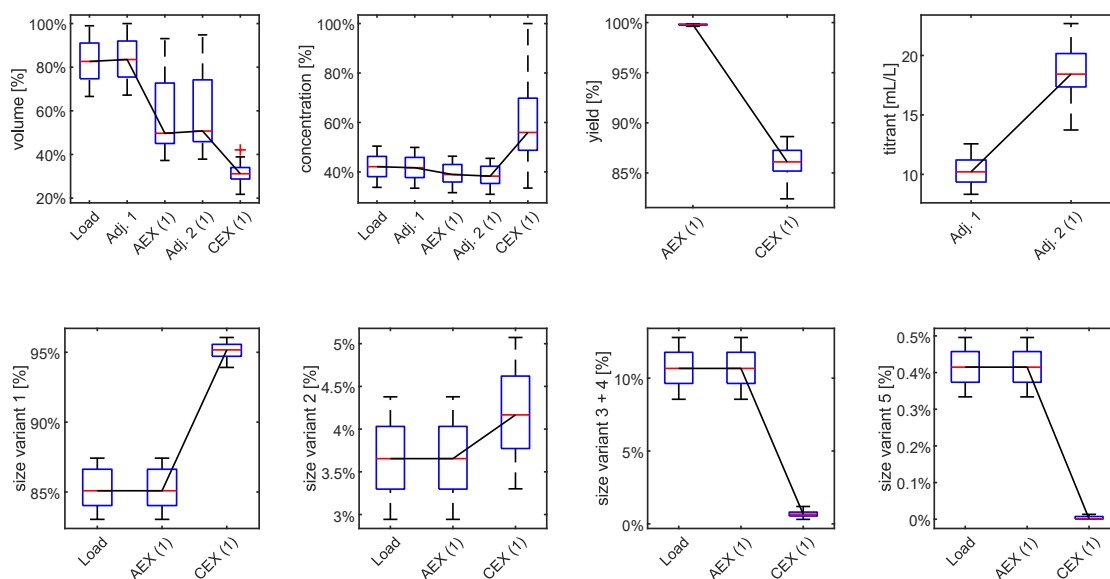 volume [%]
100%
80%
60%
40%
20%
Load
Adj. 1
AEX (1)
Adj. 2 (1)
CEX (1)
concentration [%]
100%
80%
60%
40%
Load
Adj. 1
AEX (1)
Adj. 2 (1)
CEX (1)
yield [%]
100%
95%
90%
85%
AEX (1)
CEX (1)
titrant [mL/L]
20
15
10
Adj. 1
Adj. 2 (1)
size variant 1 [%]
95%
90%
85%
Load
AEX (1)
CEX (1)
size variant 2 [%]
5%
4.5%
4%
3.5%
3%
Load
AEX (1)
CEX (1)
size variant 3 + 4 [%]
10%
5%
0%
Load
AEX (1)
CEX (1)
size variant 5 [%]
0.5%
0.4%
0.3%
0.2%
0.1%
0%
Load
AEX (1)
CEX (1)